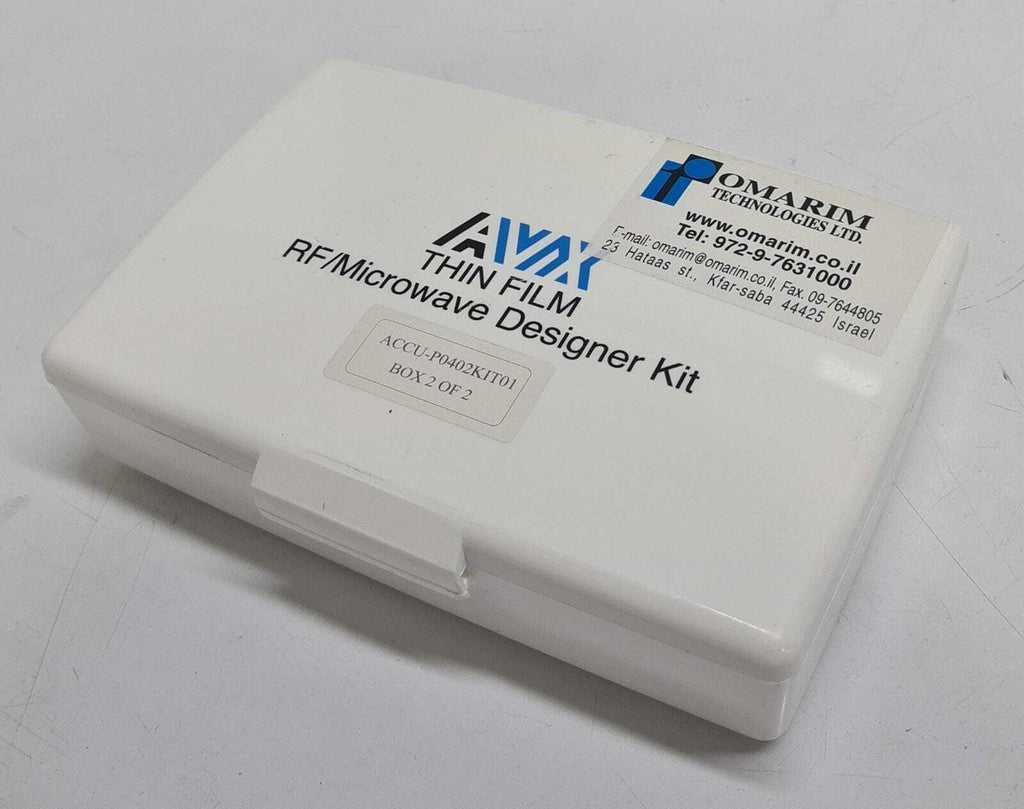 OMARIM
TECHNOLOGIES LTD.
www.omarim.co.il
Tel: 972-9-7631000
E-mail: omarim@omarim.co.il, Fax. 09-7644805
23 Hataas st., Kfar-saba 44425 Israel
AVX
THIN FILM
RF/Microwave Designer Kit
ACCU-P0402KIT01
BOX 2 OF 2